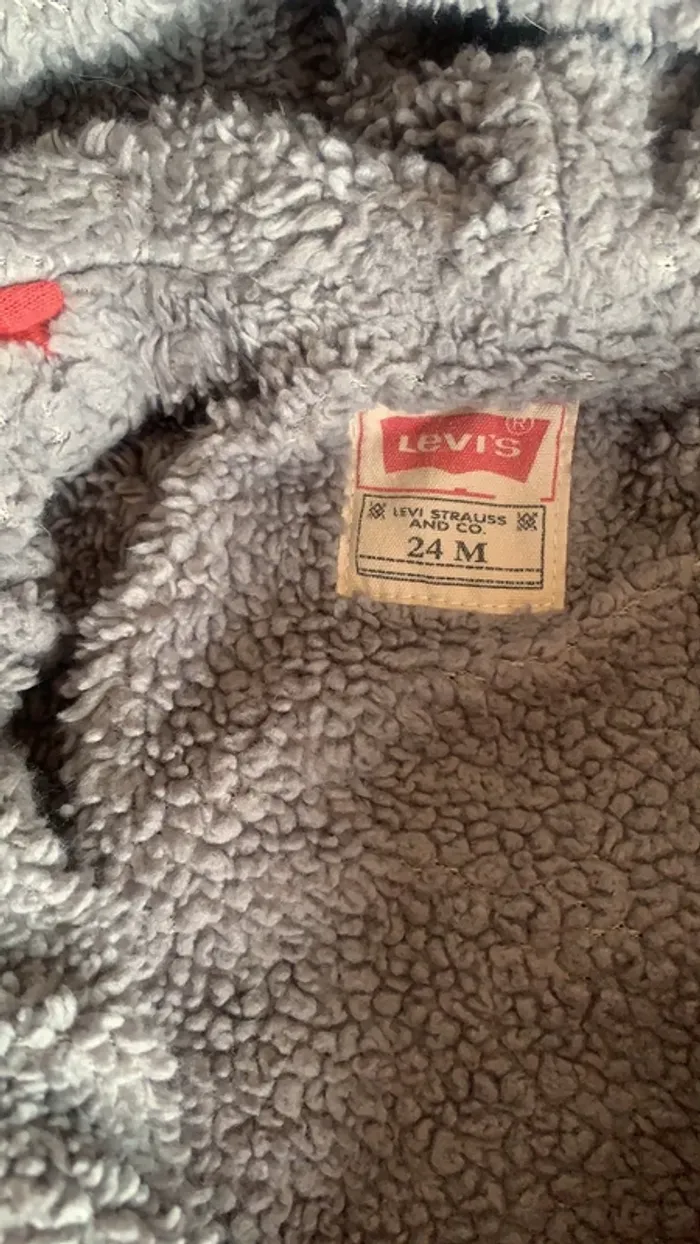 LEVI'S®
LEVI STRAUSS
AND CO.
24 M